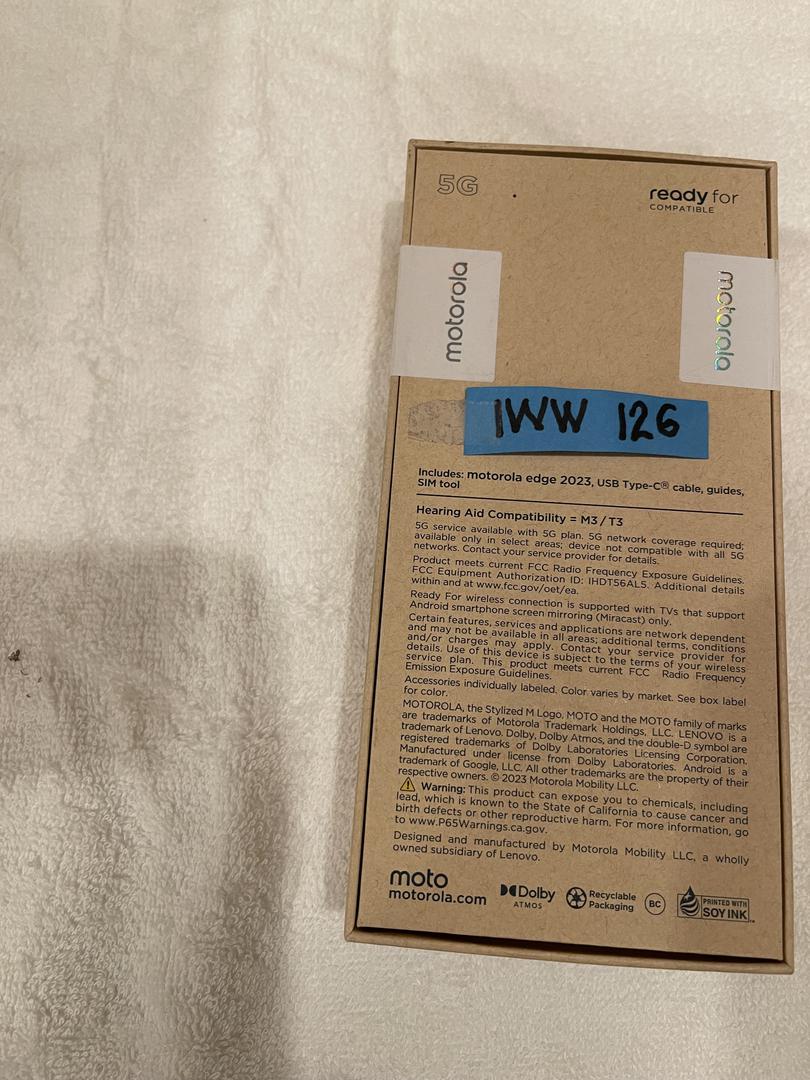 5G
ready for
COMPATIBLE
motorola
motorola
IWW 126
Includes: motorola edge 2023, USB Type-C® cable, guides,
SIM tool
Hearing Aid Compatibility = M3 / T3
5G service available with 5G plan. 5G network coverage required;
available only in select areas; device not compatible with all 5G
networks. Contact your service provider for details.
Product meets current FCC Radio Frequency Exposure Guidelines.
FCC Equipment Authorization ID: IHDT56AL5. Additional details
within and at www.fcc.gov/oet/ea.
Ready For wireless connection is supported with TVs that support
Android smartphone screen mirroring (Miracast) only.
Certain features, services and applications are network dependent
and may not be available in all areas; additional terms, conditions
and/or charges may apply. Contact your service provider for
details. Use of this device is subject to the terms of your wireless
service plan. This product meets current FCC Radio Frequency
Emission Exposure Guidelines.
Accessories individually labeled. Color varies by market. See box label
for color.
MOTOROLA, the Stylized M Logo, MOTO and the MOTO family of marks
are trademarks of Motorola Trademark Holdings, LLC. LENOVO is a
trademark of Lenovo. Dolby, Dolby Atmos, and the double-D symbol are
registered trademarks of Dolby Laboratories Licensing Corporation.
Manufactured under license from Dolby Laboratories. Android is a
trademark of Google, LLC. All other trademarks are the property of their
respective owners. © 2023 Motorola Mobility LLC.
Warning: This product can expose you to chemicals, including
lead, which is known to the State of California to cause cancer and
birth defects or other reproductive harm. For more information, go
to www.P65Warnings.ca.gov.
Designed and manufactured by Motorola Mobility LLC, a wholly
owned subsidiary of Lenovo.
moto
motorola.com
Dolby
ATMOS
Recyclable
Packaging
BC
PRINTED WITH
SOY INK